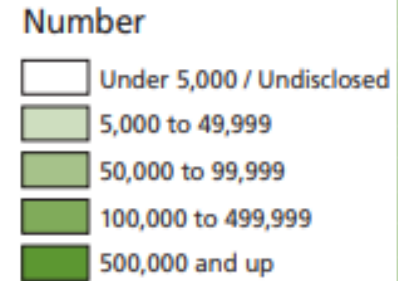 Number
Under 5,000 / Undisclosed
5,000 to 49,999
50,000 to 99,999
100,000 to 499,999
500,000 and up